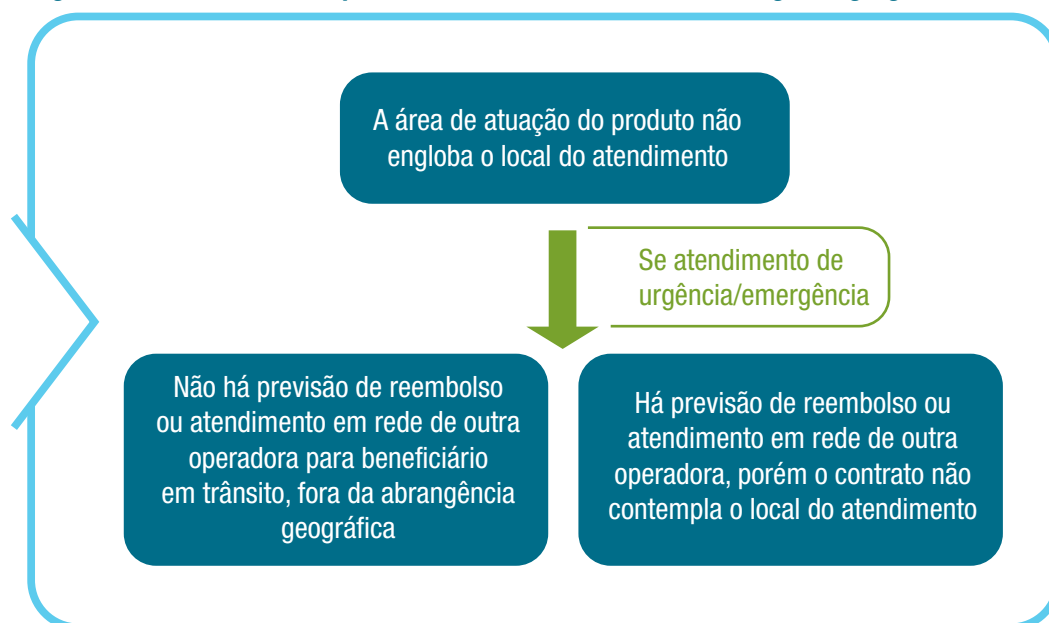 A área de atuação do produto não
engloba o local do atendimento
Se atendimento de
urgência/emergência
Não há previsão de reembolso
ou atendimento em rede de outra
operadora para beneficiário
em trânsito, fora da abrangência
geográfica
Há previsão de reembolso ou
atendimento em rede de outra
operadora, porém o contrato não
contempla o local do atendimento